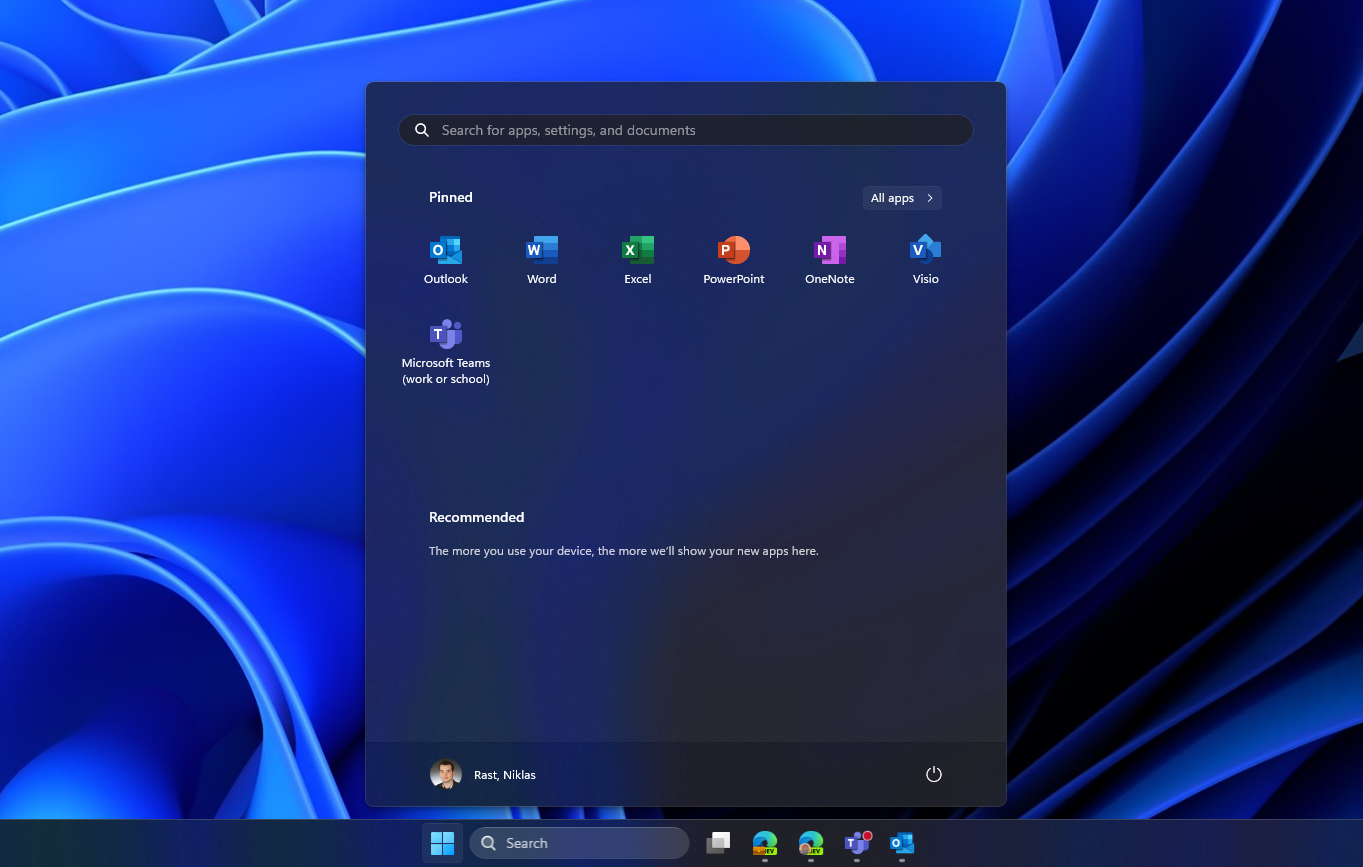 Search for apps, settings, and documents
Pinned
All apps
O W X P N V
Outlook Word Excel PowerPoint OneNote Visio
T
Microsoft Teams
(work or school)
Recommended
The more you use your device, the more we'll show your new apps here.
Rast, Niklas
Search
DEV DEV T O